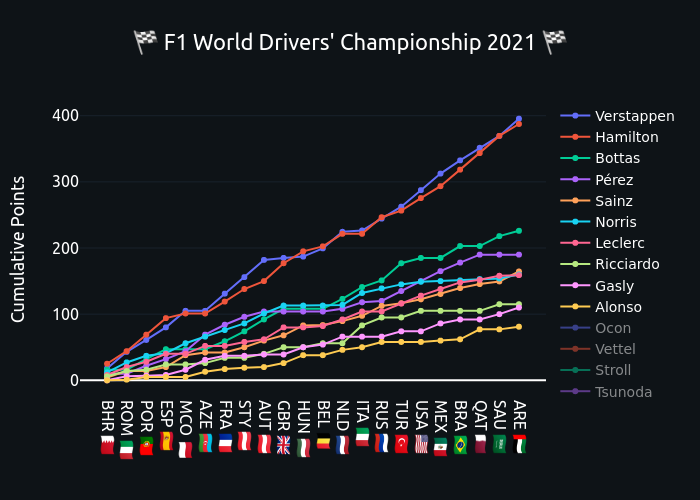 🏁 F1 World Drivers' Championship 2021 🏁
Cumulative Points
400
300
200
100
0
BHR
ROM
POR
ESP
MCO
AZE
FRA
STY
AUT
GBR
HUN
BEL
NLD
ITA
RUS
TUR
USA
MEX
BRA
QAT
SAU
ARE
Verstappen
Hamilton
Bottas
Pérez
Sainz
Norris
Leclerc
Ricciardo
Gasly
Alonso
Ocon
Vettel
Stroll
Tsunoda